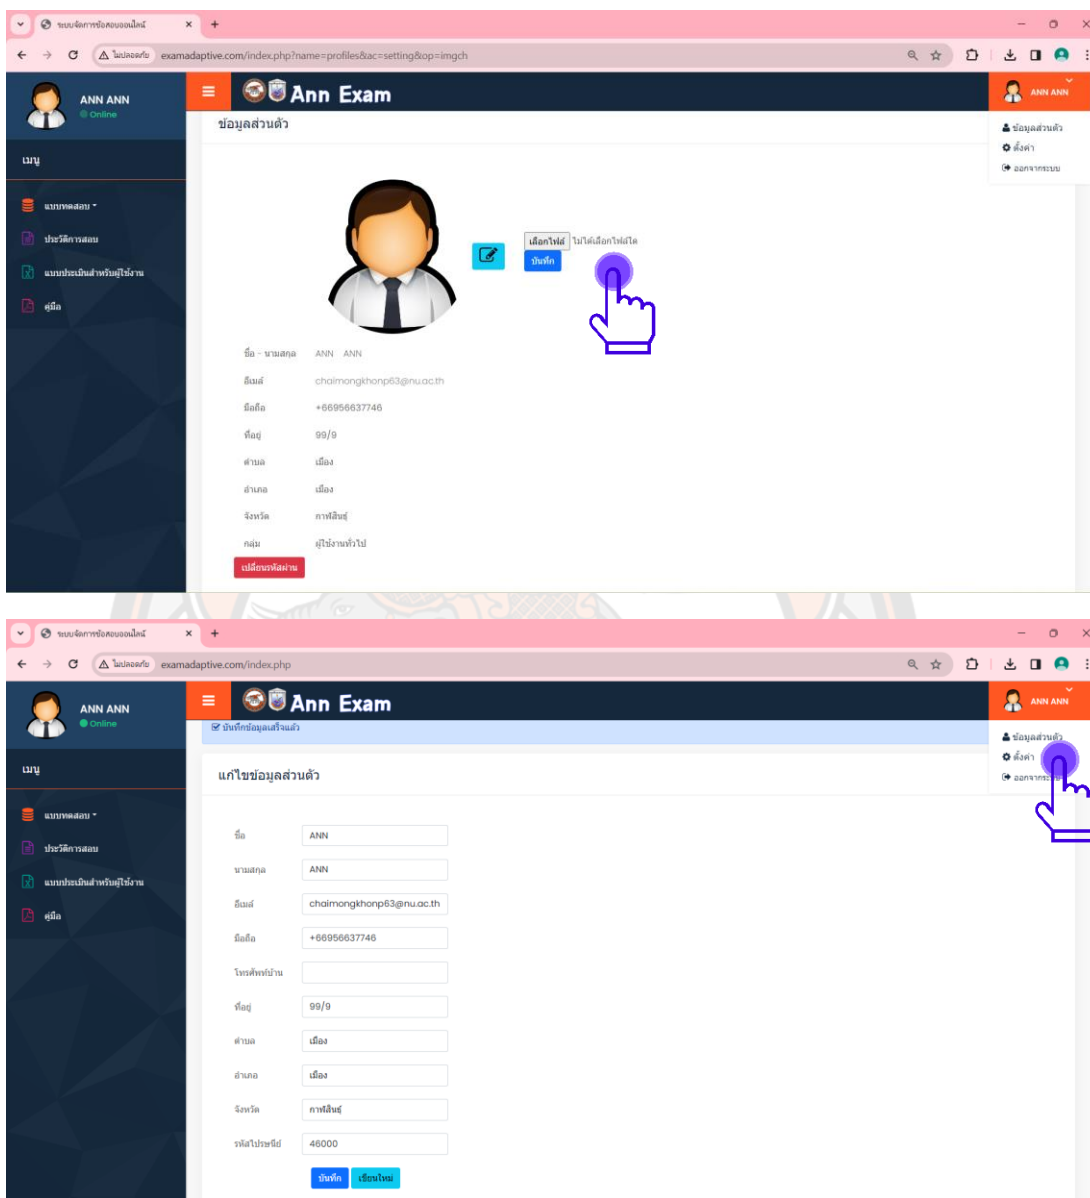 ระบบจัดการข้อสอบออนไลน์
ไม่ปลอดภัย examadaptive.com/index.php?name=profiles&ac=setting&op=imgch
ANN ANN
Online
Ann Exam
ANN ANN
ข้อมูลส่วนตัว
ข้อมูลส่วนตัว
ตั้งค่า
ออกจากระบบ
เมนู
แบบทดสอบ
ประวัติการสอบ
แบบประเมินสำหรับผู้ใช้งาน
คู่มือ
เลือกไฟล์ ไม่ได้เลือกไฟล์ใด
บันทึก
ชื่อ - นามสกุล ANN ANN
อีเมล์ chaimongkhonp63@nu.ac.th
มือถือ +66956637746
ที่อยู่ 99/9
ตำบล เมือง
อำเภอ เมือง
จังหวัด กาฬสินธุ์
กลุ่ม ผู้ใช้งานทั่วไป
เปลี่ยนรหัสผ่าน
ระบบจัดการข้อสอบออนไลน์
ไม่ปลอดภัย examadaptive.com/index.php
ANN ANN
Online
Ann Exam
ANN ANN
บันทึกข้อมูลเสร็จแล้ว
ข้อมูลส่วนตัว
ตั้งค่า
เมนู
แบบทดสอบ
ประวัติการสอบ
แบบประเมินสำหรับผู้ใช้งาน
คู่มือ
แก้ไขข้อมูลส่วนตัว
ชื่อ ANN
นามสกุล ANN
อีเมล์ chaimongkhonp63@nu.ac.th
มือถือ +66956637746
โทรศัพท์บ้าน
ที่อยู่ 99/9
ตำบล เมือง
อำเภอ เมือง
จังหวัด กาฬสินธุ์
รหัสไปรษณีย์ 46000
บันทึก เขียนใหม่